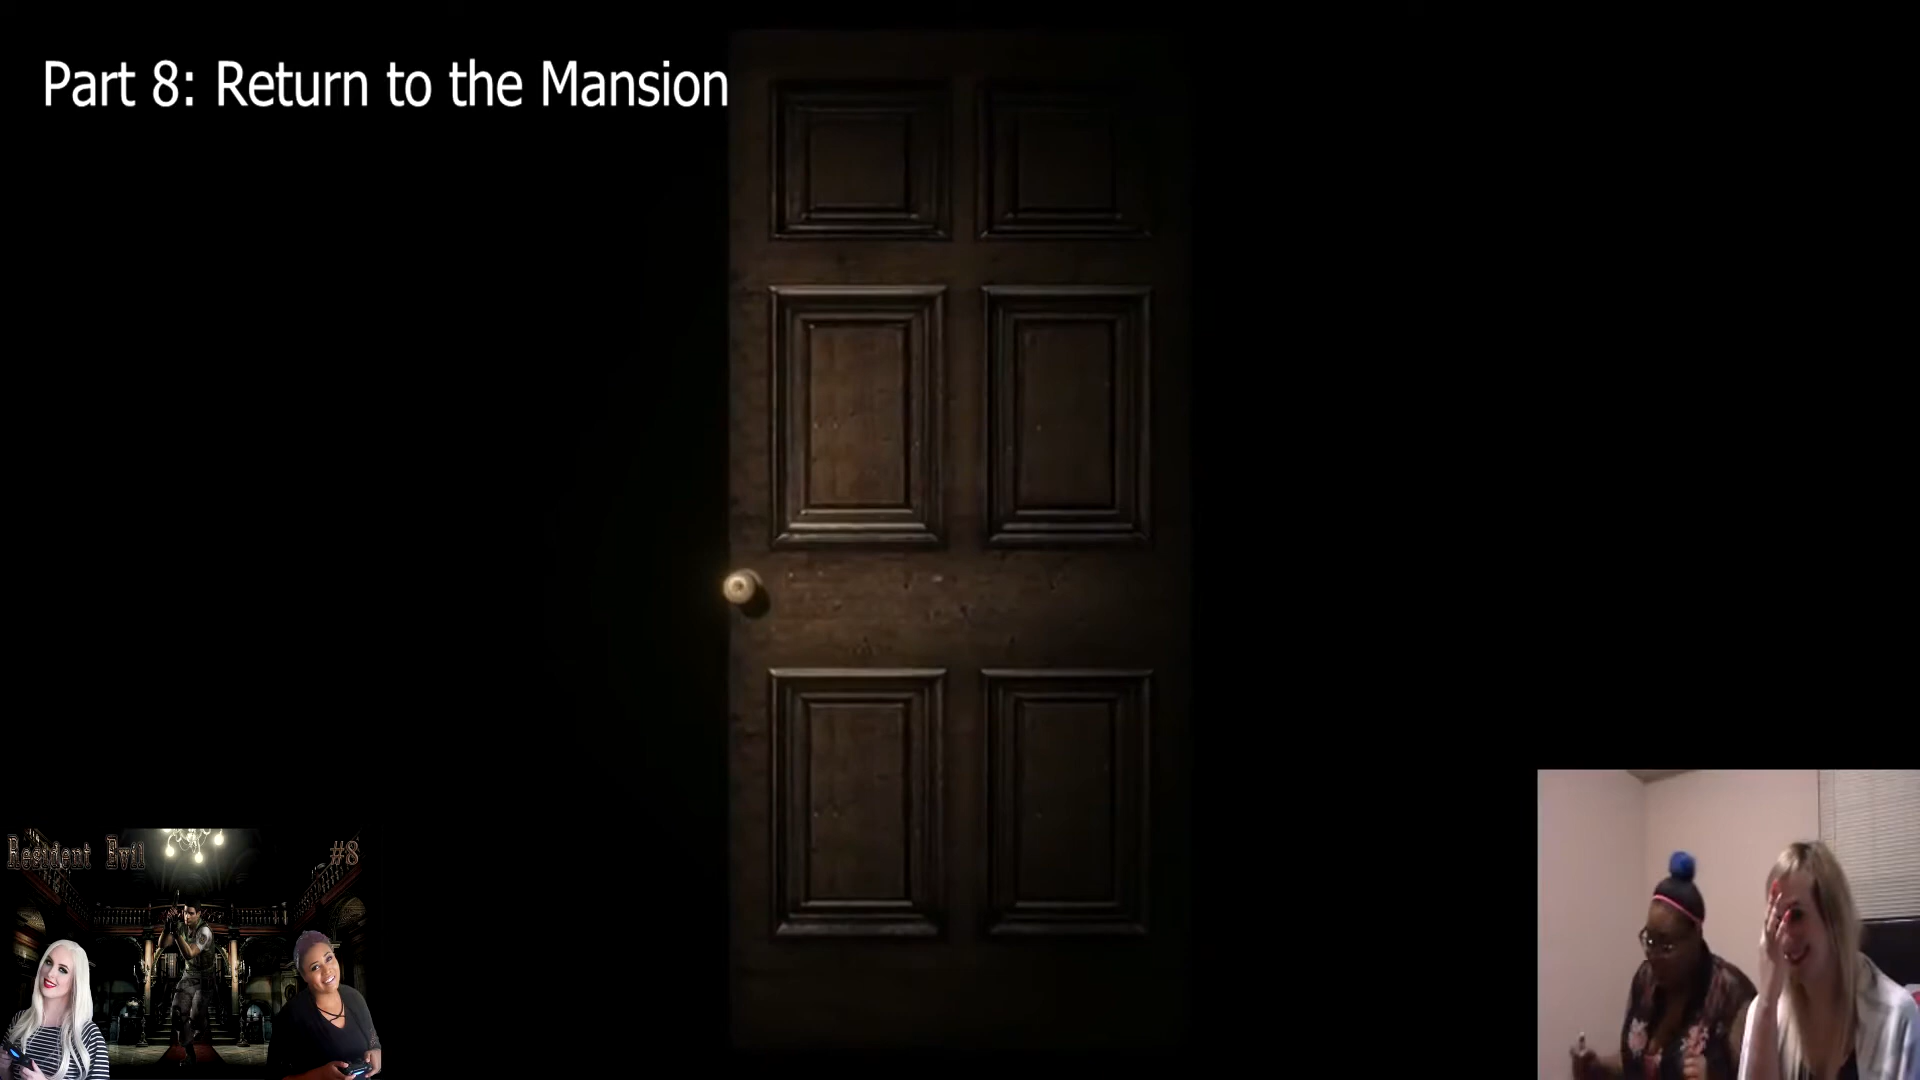 Part 8: Return to the Mansion
Resident Evil #8